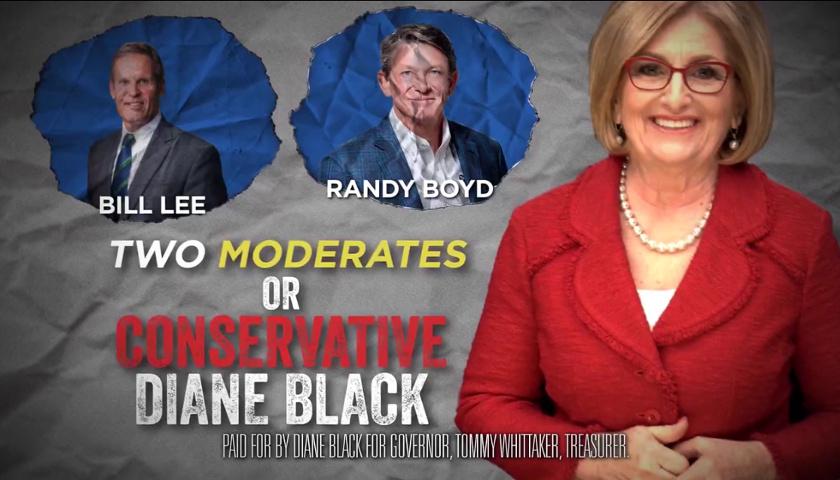 BILL LEE
RANDY BOYD
TWO MODERATES
OR
CONSERVATIVE
DIANE BLACK
PAID FOR BY DIANE BLACK FOR GOVERNOR, TOMMY WHITTAKER, TREASURER.